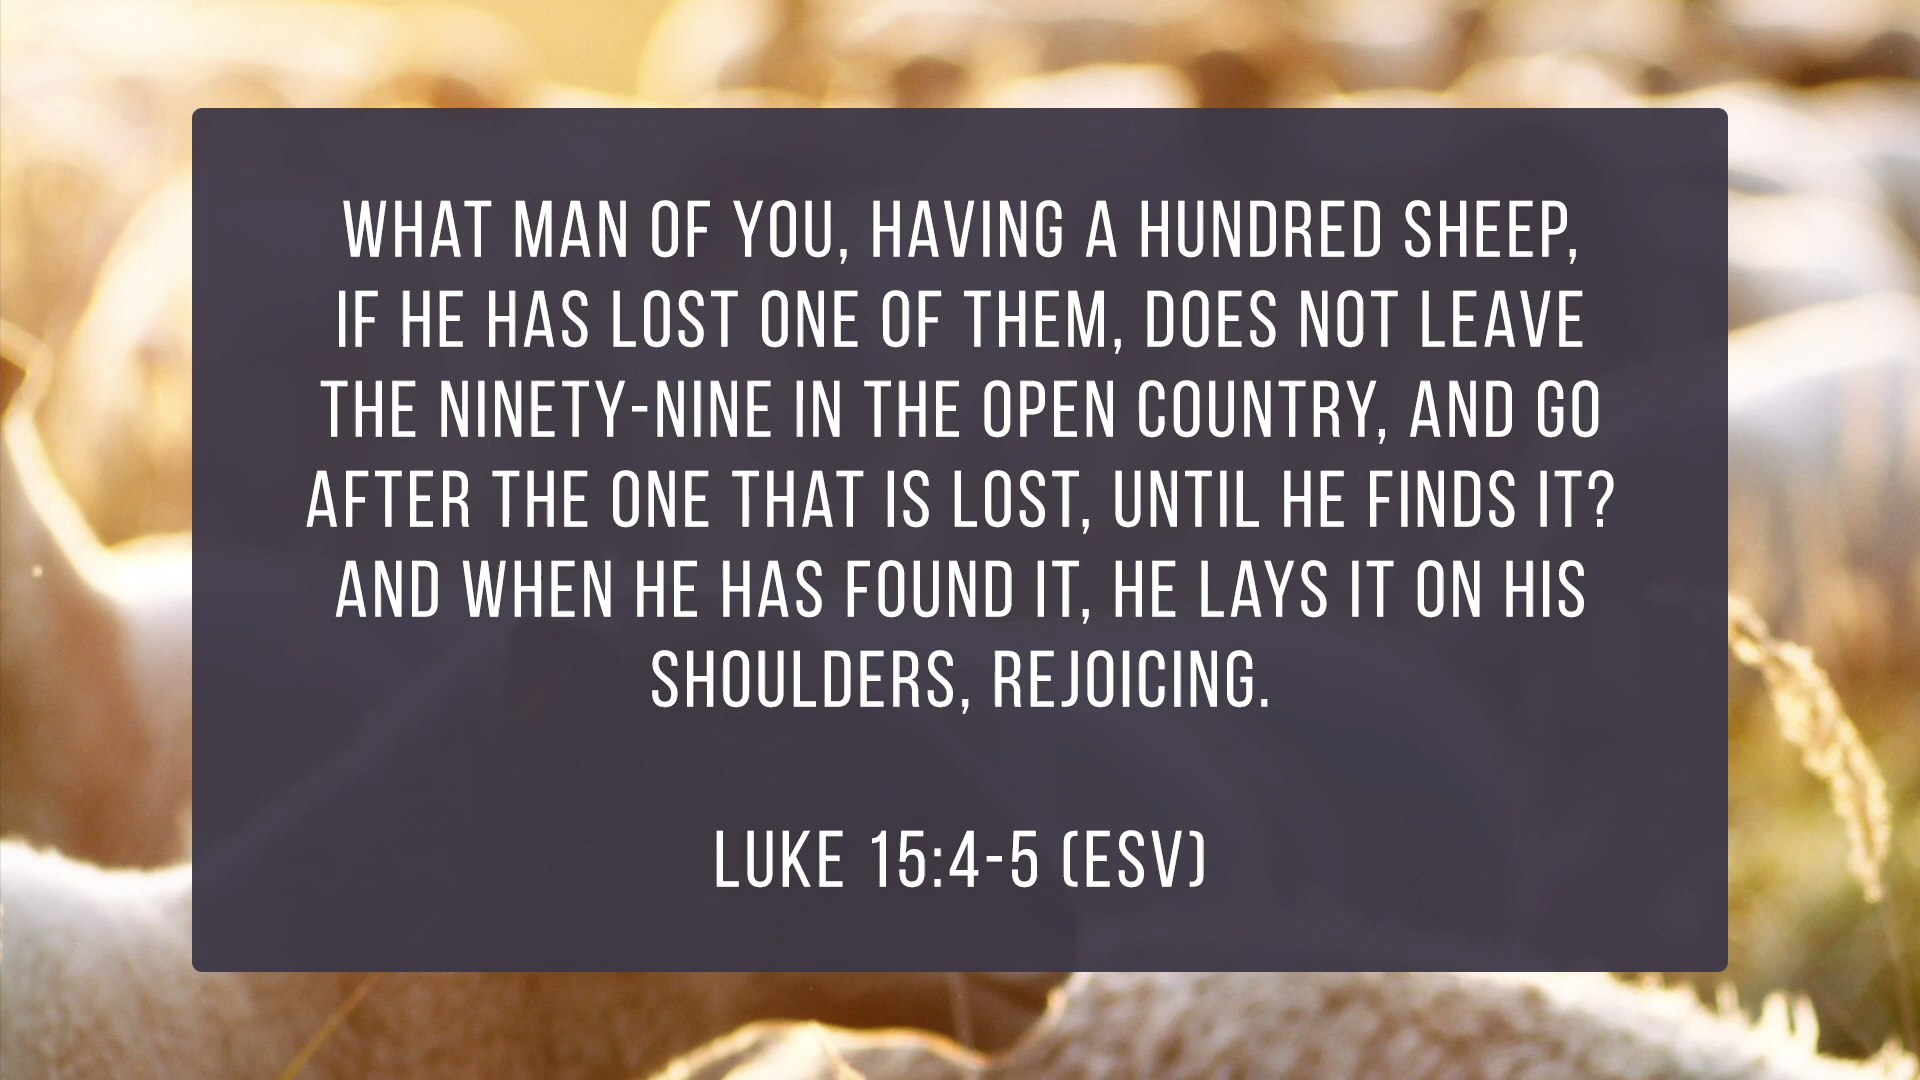 WHAT MAN OF YOU, HAVING A HUNDRED SHEEP,
IF HE HAS LOST ONE OF THEM, DOES NOT LEAVE
THE NINETY-NINE IN THE OPEN COUNTRY, AND GO
AFTER THE ONE THAT IS LOST, UNTIL HE FINDS IT?
AND WHEN HE HAS FOUND IT, HE LAYS IT ON HIS
SHOULDERS, REJOICING.
LUKE 15:4-5 (ESV)